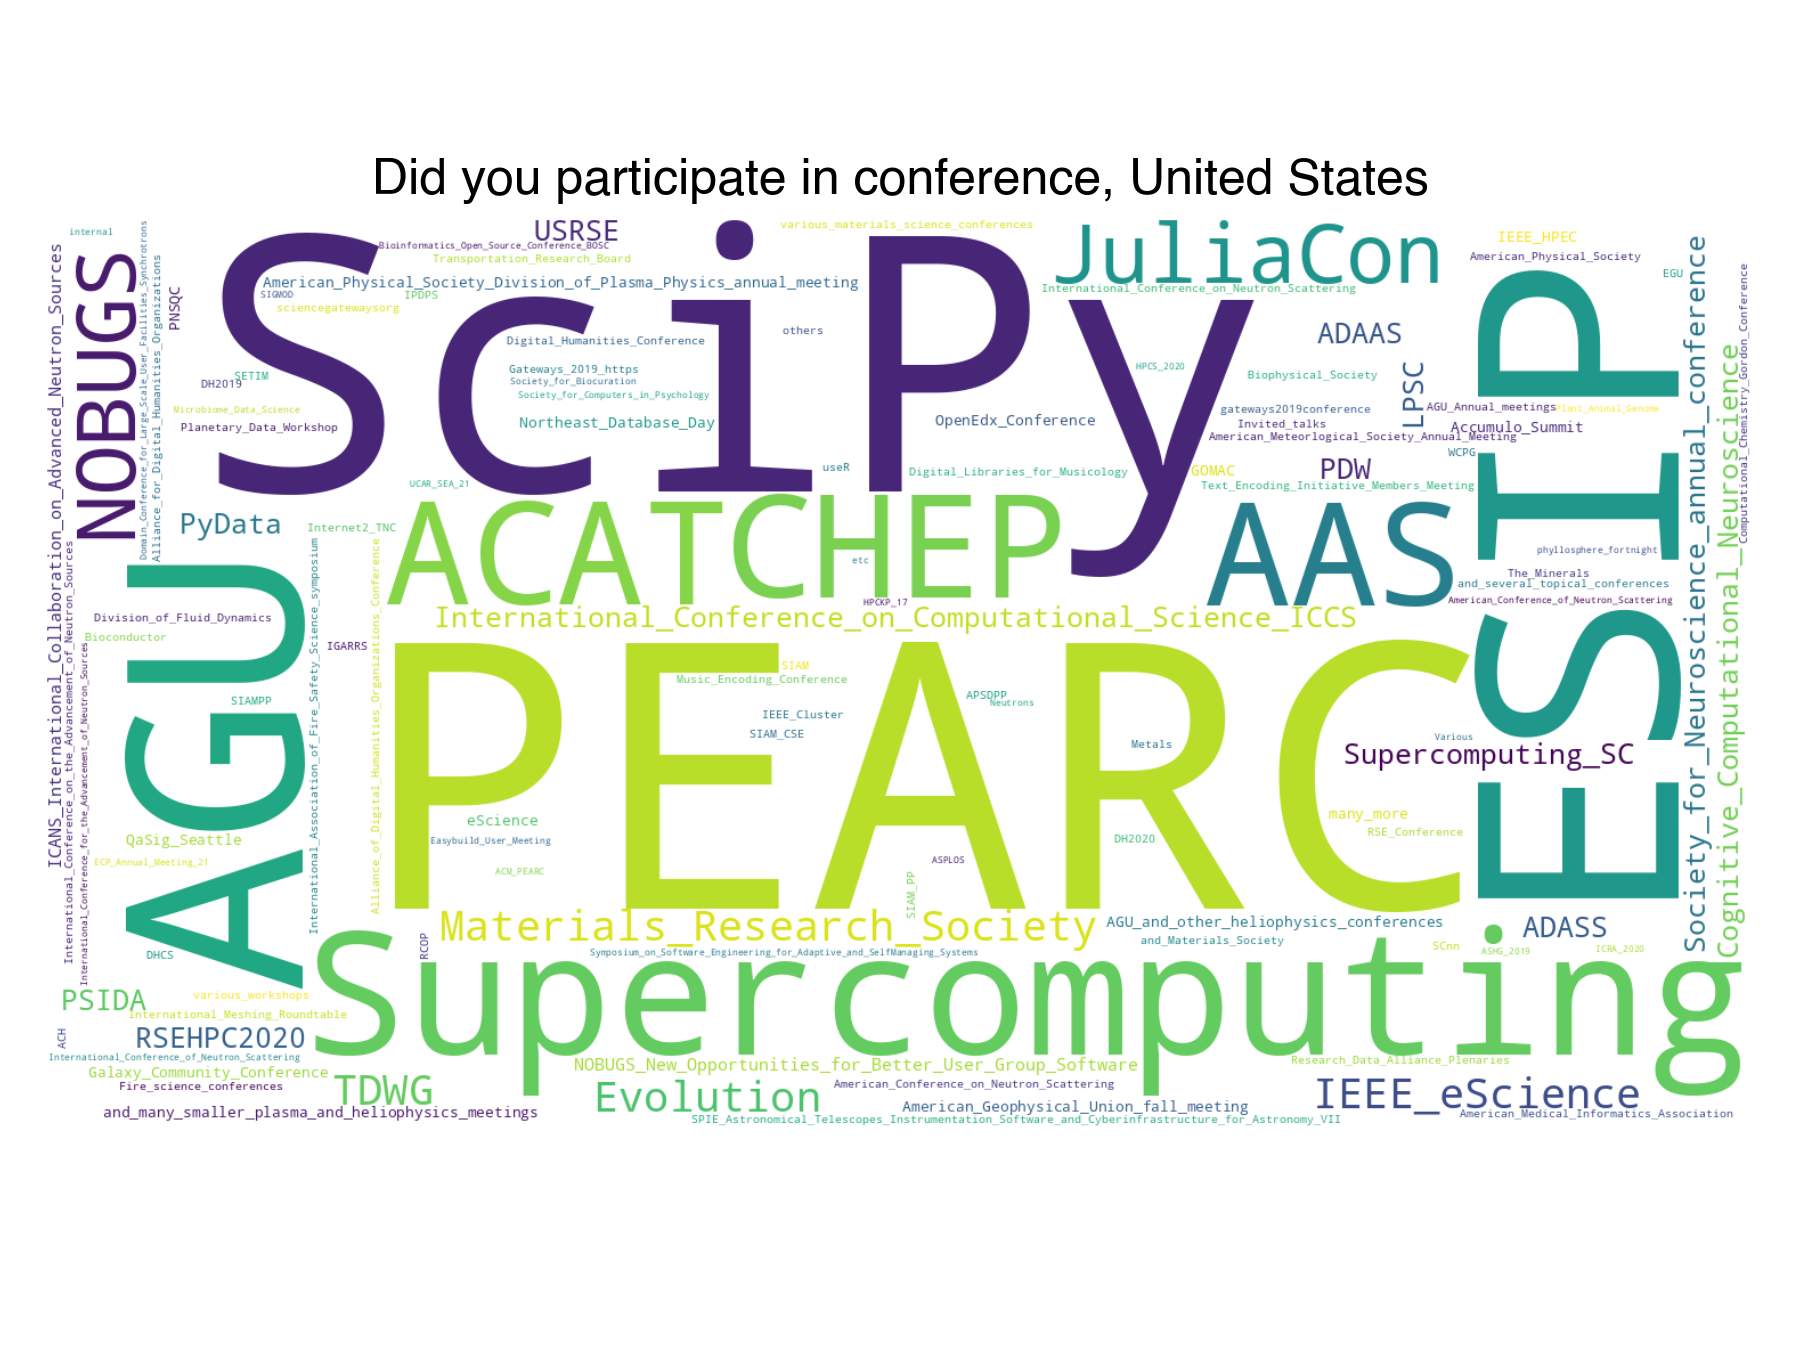 Did you participate in conference, United States
internal
USRSE
various_materials_science_conferences
JuliaCon
IEEE_HPEC
Bioinformatics_Open_Source_Conference_BOSC
Transportation_Research_Board
American_Physical_Society
EGU
American_Physical_Society_Division_of_Plasma_Physics_annual_meeting
International_Conference_on_Neutron_Scattering
SIGMOD
IPDPS
sciencegatewaysorg
SciPy
NOBUGS
PNSQC
ICANS_International_Collaboration_on_Advanced_Neutron_Sources
Domain_Conference_for_Large_Scale_User_Facilities_Synchrotrons
Alliance_for_Digital_Humanities_Organizations
others
ADAAS
Digital_Humanities_Conference
Gateways_2019_https
Society_for_Biocuration
Society_for_Computers_in_Psychology
HPCS_2020
Biophysical_Society
SETIM
DH2019
Microbiome_Data_Science
Planetary_Data_Workshop
Northeast_Database_Day
OpenEdx_Conference
gateways2019conference
Invited_talks
LPSC
AGU_Annual_meetings
Plant_Animal_Genome
Accumulo_Summit
American_Meteorlogical_Society_Annual_Meeting
WCPG
useR
Digital_Libraries_for_Musicology
GOMAC
PDW
UCAR_SEA_21
Text_Encoding_Initiative_Members_Meeting
ESIP
Society_for_Neuroscience_annual_conference
Cognitive_Computational_Neuroscience
Computational_Chemistry_Gordon_Conference
PyData
Internet2_TNC
ACATCHEP
AAS
etc
phyllosphere_fortnight
The_Minerals
and_several_topical_conferences
HPCKP_17
American_Conference_of_Neutron_Scattering
International_Conference_on_the_Advancement_of_Neutron_Sources
International_Conference_for_the_Advancement_of_Neutron_Sources
International_Association_of_Fire_Safety_Science_symposium
Alliance_of_Digital_Humanities_Organizations_Conference
AGU
Division_of_Fluid_Dynamics
International_Conference_on_Computational_Science_ICCS
Bioconductor
IGARRS
PEARC
SIAM
Music_Encoding_Conference
SIAMPP
APSDPP
Neutrons
IEEE_Cluster
SIAM_CSE
Metals
Various
Supercomputing_SC
eScience
many_more
RSE_Conference
QaSig_Seattle
Easybuild_User_Meeting
DH2020
ECP_Annual_Meeting_21
ASPLOS
ACM_PEARC
SIAM_PP
Materials_Research_Society
AGU_and_other_heliophysics_conferences
ADASS
DHCS
RCOP
and_Materials_Society
SCnn
ASHG_2019
ICRA_2020
Symposium_on_Software_Engineering_for_Adaptive_and_SelfManaging_Systems
Supercomputing
PSIDA
various_workshops
International_Meshing_Roundtable
ACH
RSEHPC2020
International_Conference_of_Neutron_Scattering
NOBUGS_New_Opportunities_for_Better_User_Group_Software
Research_Data_Alliance_Plenaries
Galaxy_Community_Conference
Fire_science_conferences
TDWG
Evolution
American_Conference_on_Neutron_Scattering
IEEE_eScience
and_many_smaller_plasma_and_heliophysics_meetings
American_Geophysical_Union_fall_meeting
American_Medical_Informatics_Association
SPIE_Astronomical_Telescopes_Instrumentation_Software_and_Cyberinfrastructure_for_Astronomy_VII